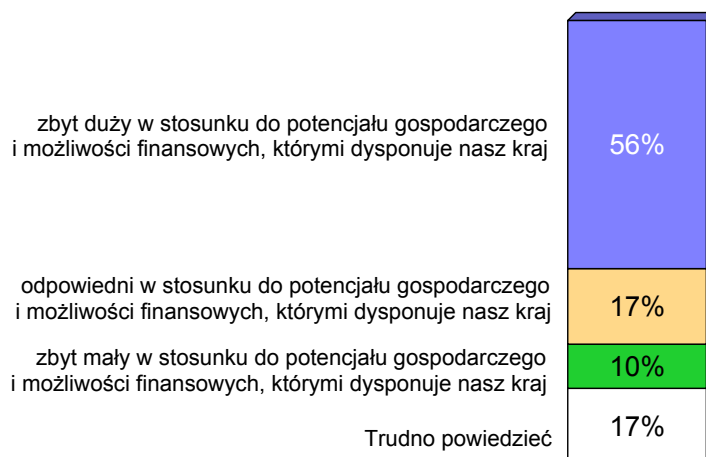 zbyt duży w stosunku do potencjału gospodarczego
i możliwości finansowych, którymi dysponuje nasz kraj
56%
odpowiedni w stosunku do potencjału gospodarczego
i możliwości finansowych, którymi dysponuje nasz kraj
17%
zbyt mały w stosunku do potencjału gospodarczego
i możliwości finansowych, którymi dysponuje nasz kraj
10%
Trudno powiedzieć
17%